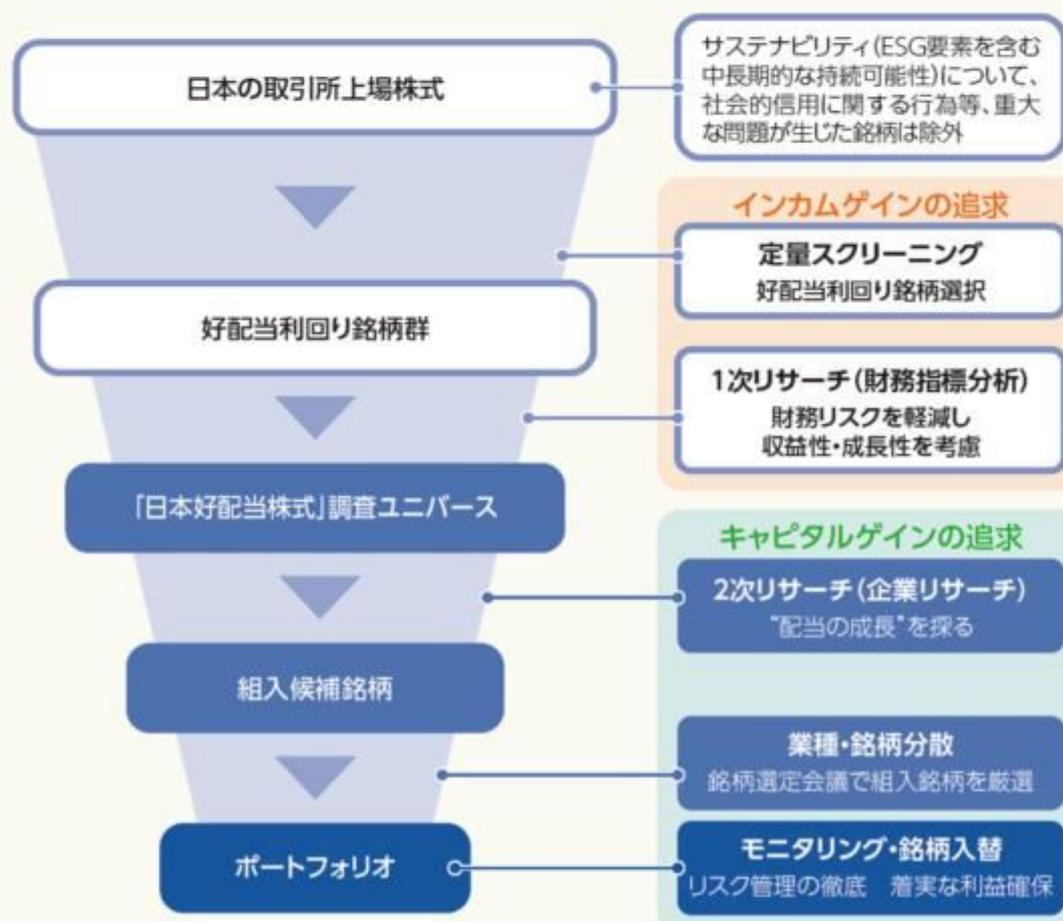 日本の取引所上場株式
サステナビリティ(ESG要素を含む
中長期的な持続可能性)について、
社会的信用に関する行為等、重大
な問題が生じた銘柄は除外
インカムゲインの追求
定量スクリーニング
好配当利回り銘柄選択
好配当利回り銘柄群
1次リサーチ(財務指標分析)
財務リスクを軽減し
収益性・成長性を考慮
「日本好配当株式」調査ユニバース
キャピタルゲインの追求
2次リサーチ(企業リサーチ)
"配当の成長"を探る
組入候補銘柄
業種・銘柄分散
銘柄選定会議で組入銘柄を厳選
ポートフォリオ
モニタリング・銘柄入替
リスク管理の徹底 着実な利益確保